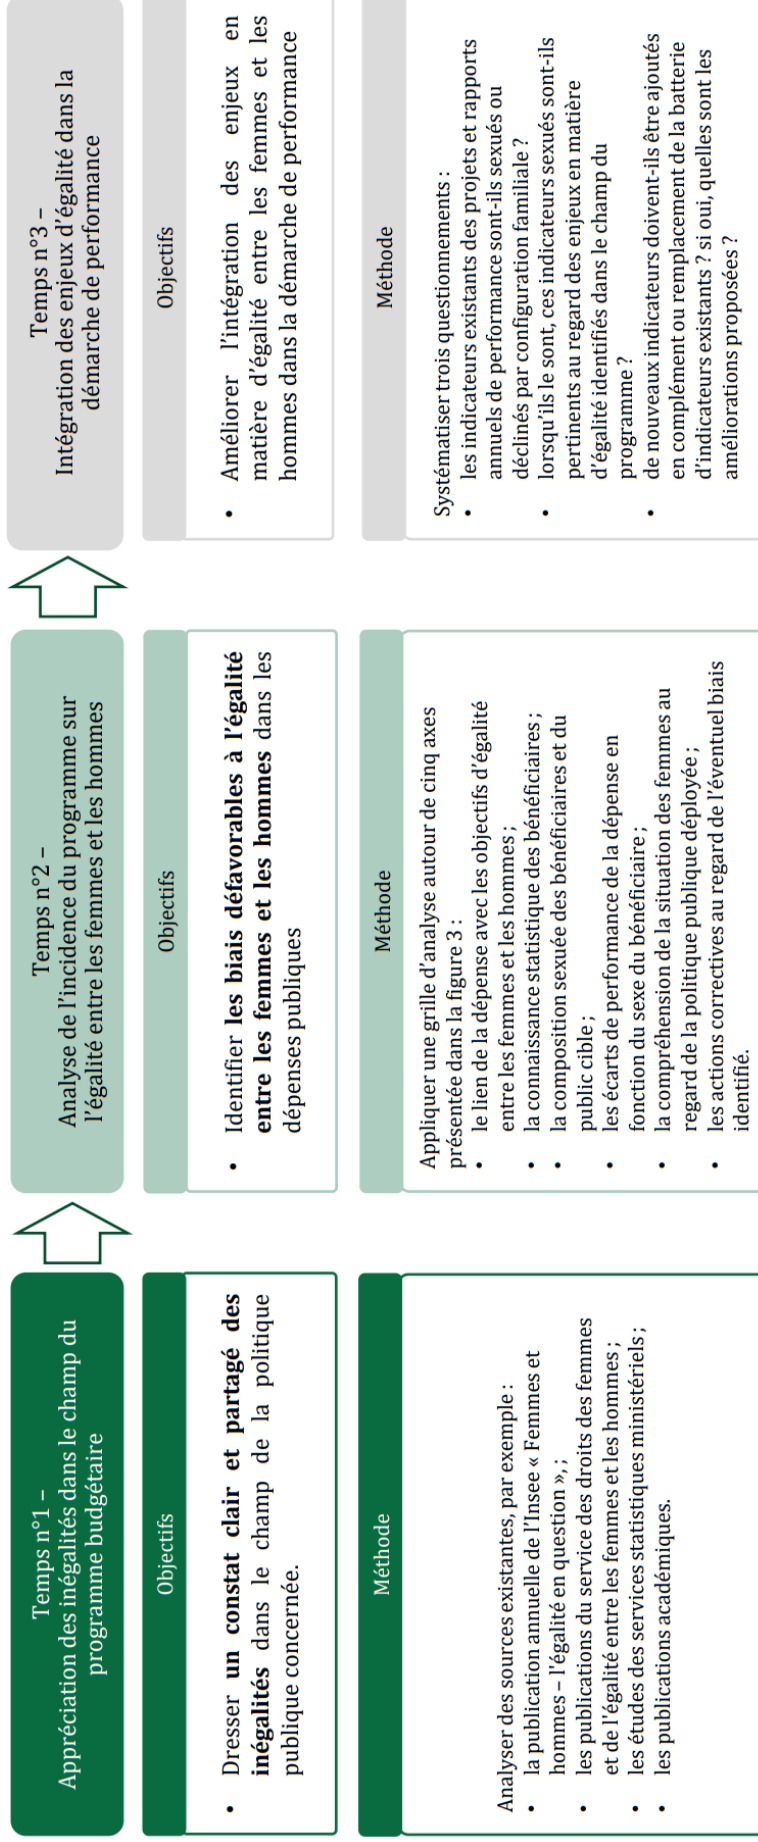 Temps n°1 –
Appréciation des inégalités dans le champ du
programme budgétaire
Objectifs
• Dresser un constat clair et partagé des
inégalités dans le champ de la politique
publique concernée.
Méthode
Analyser des sources existantes, par exemple :
• la publication annuelle de l'Insee « Femmes et
hommes – l'égalité en question », ;
• les publications du service des droits des femmes
et de l'égalité entre les femmes et les hommes ;
• les études des services statistiques ministériels ;
• les publications académiques.
Temps n°2 –
Analyse de l'incidence du programme sur
l'égalité entre les femmes et les hommes
Objectifs
• Identifier les biais défavorables à l'égalité
entre les femmes et les hommes dans les
dépenses publiques
Méthode
Appliquer une grille d'analyse autour de cinq axes
présentée dans la figure 3 :
• le lien de la dépense avec les objectifs d'égalité
entre les femmes et les hommes ;
• la connaissance statistique des bénéficiaires ;
• la composition sexuée des bénéficiaires et du
public cible ;
• les écarts de performance de la dépense en
fonction du sexe du bénéficiaire ;
• la compréhension de la situation des femmes au
regard de la politique publique déployée ;
• les actions correctives au regard de l'éventuel biais
identifié.
Temps n°3 –
Intégration des enjeux d'égalité dans la
démarche de performance
Objectifs
• Améliorer l'intégration des enjeux en
matière d'égalité entre les femmes et les
hommes dans la démarche de performance
Méthode
Systématiser trois questionnements :
• les indicateurs existants des projets et rapports
annuels de performance sont-ils sexués ou
déclinés par configuration familiale ?
• lorsqu'ils le sont, ces indicateurs sexués sont-ils
pertinents au regard des enjeux en matière
d'égalité identifiés dans le champ du
programme ?
• de nouveaux indicateurs doivent-ils être ajoutés
en complément ou remplacement de la batterie
d'indicateurs existants ? si oui, quelles sont les
améliorations proposées ?